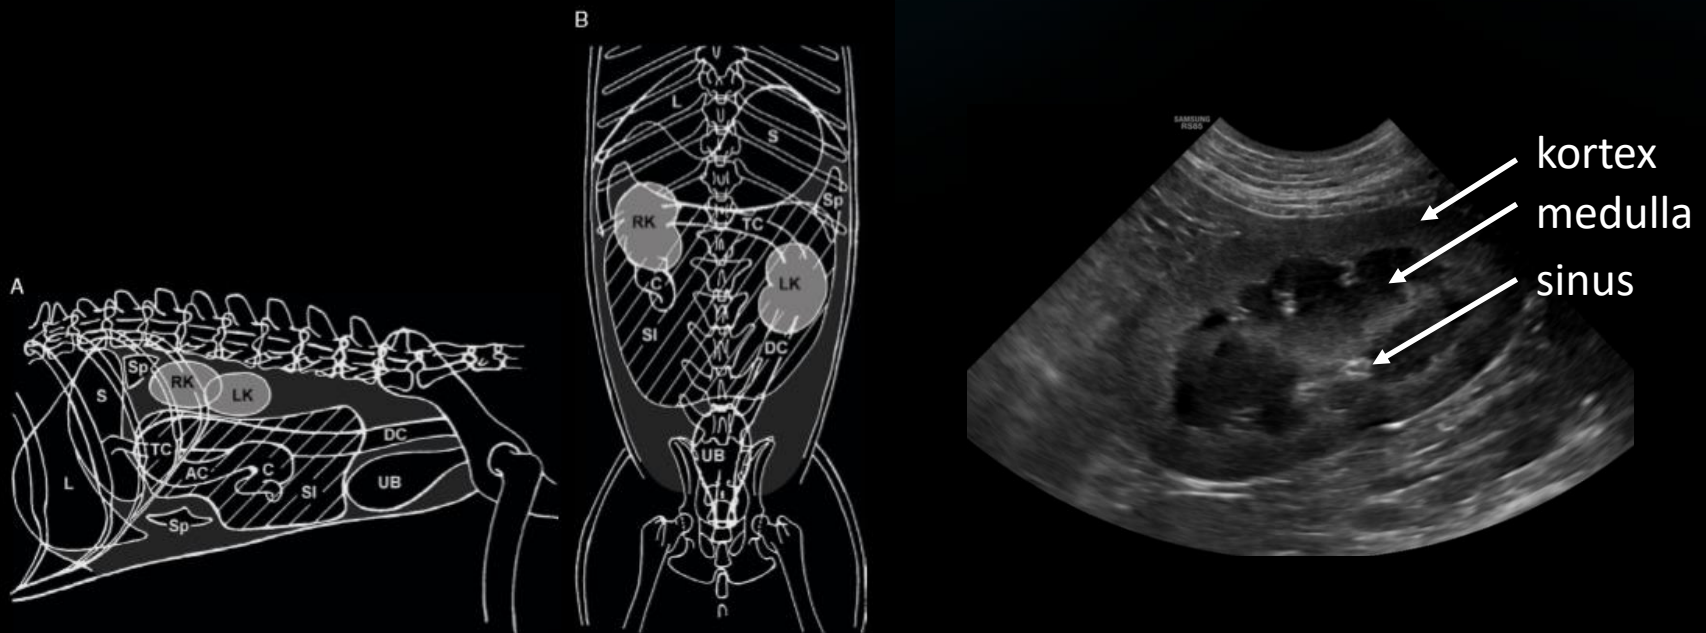 A
Sp
S
RK
LK
TC
AC
C
DC
L
SI
UB
Sp
B
L
S
RK
Sp
TC
C
LK
SI
DC
UB
SAMSUNG
RS85
kortex
medulla
sinus